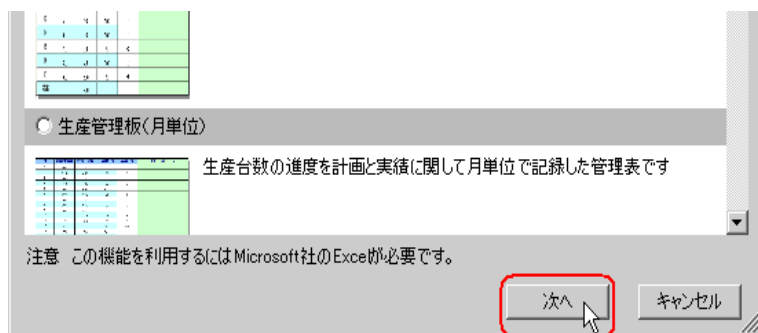 生産管理板(月単位)
生産台数の進度を計画と実績に関して月単位で記録した管理表です
注意 この機能を利用するにはMicrosoft社のExcelが必要です。
次へ
キャンセル